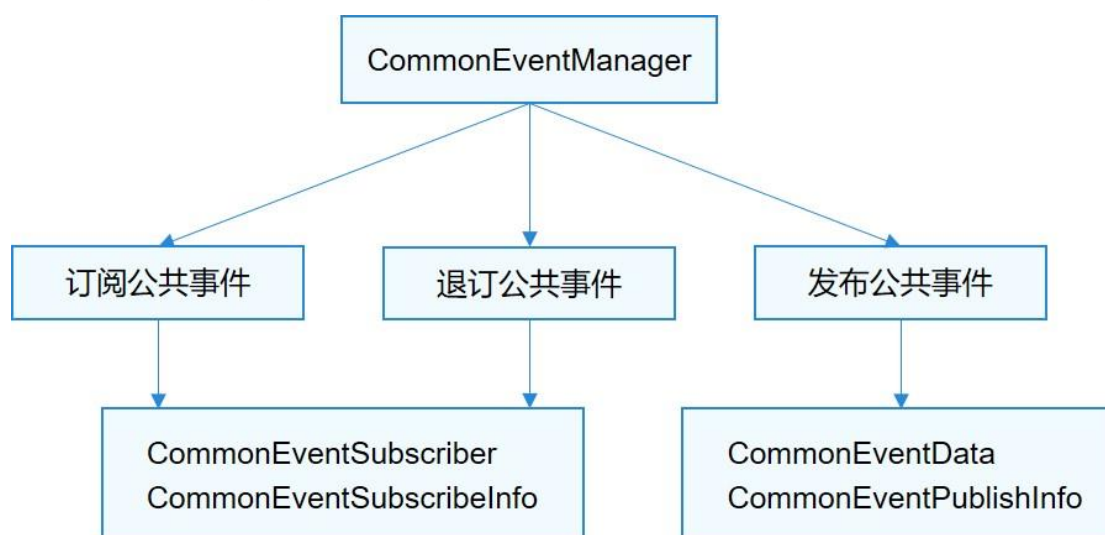 CommonEventManager
订阅公共事件
退订公共事件
发布公共事件
CommonEventSubscriber
CommonEventSubscribeInfo
CommonEventData
CommonEventPublishInfo